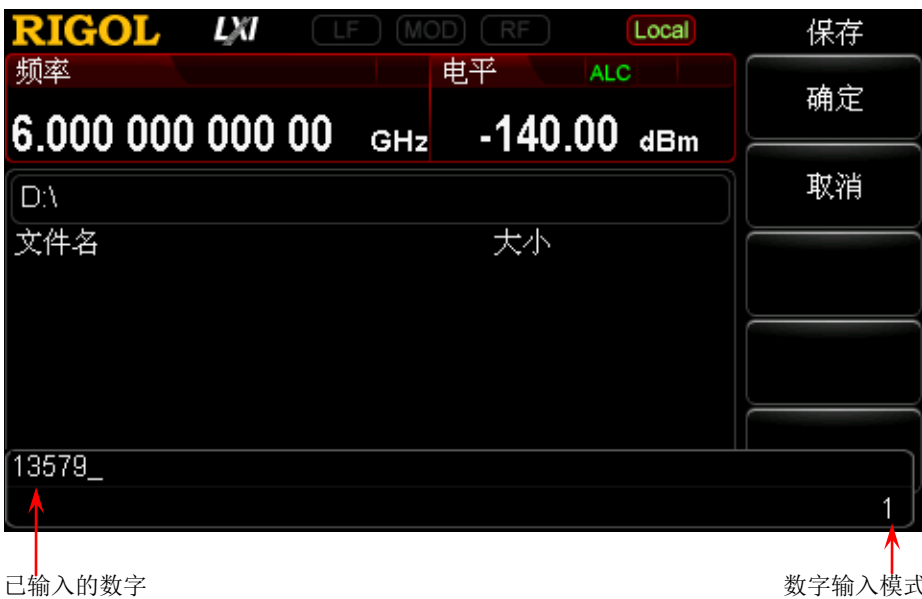 RIGOL LXI LF MOD RF Local 保存
频率 电平 ALC
6.000 000 000 00 GHz -140.00 dBm
确定
取消
D:\
文件名 大小
13579_
1
已输入的数字 数字输入模式